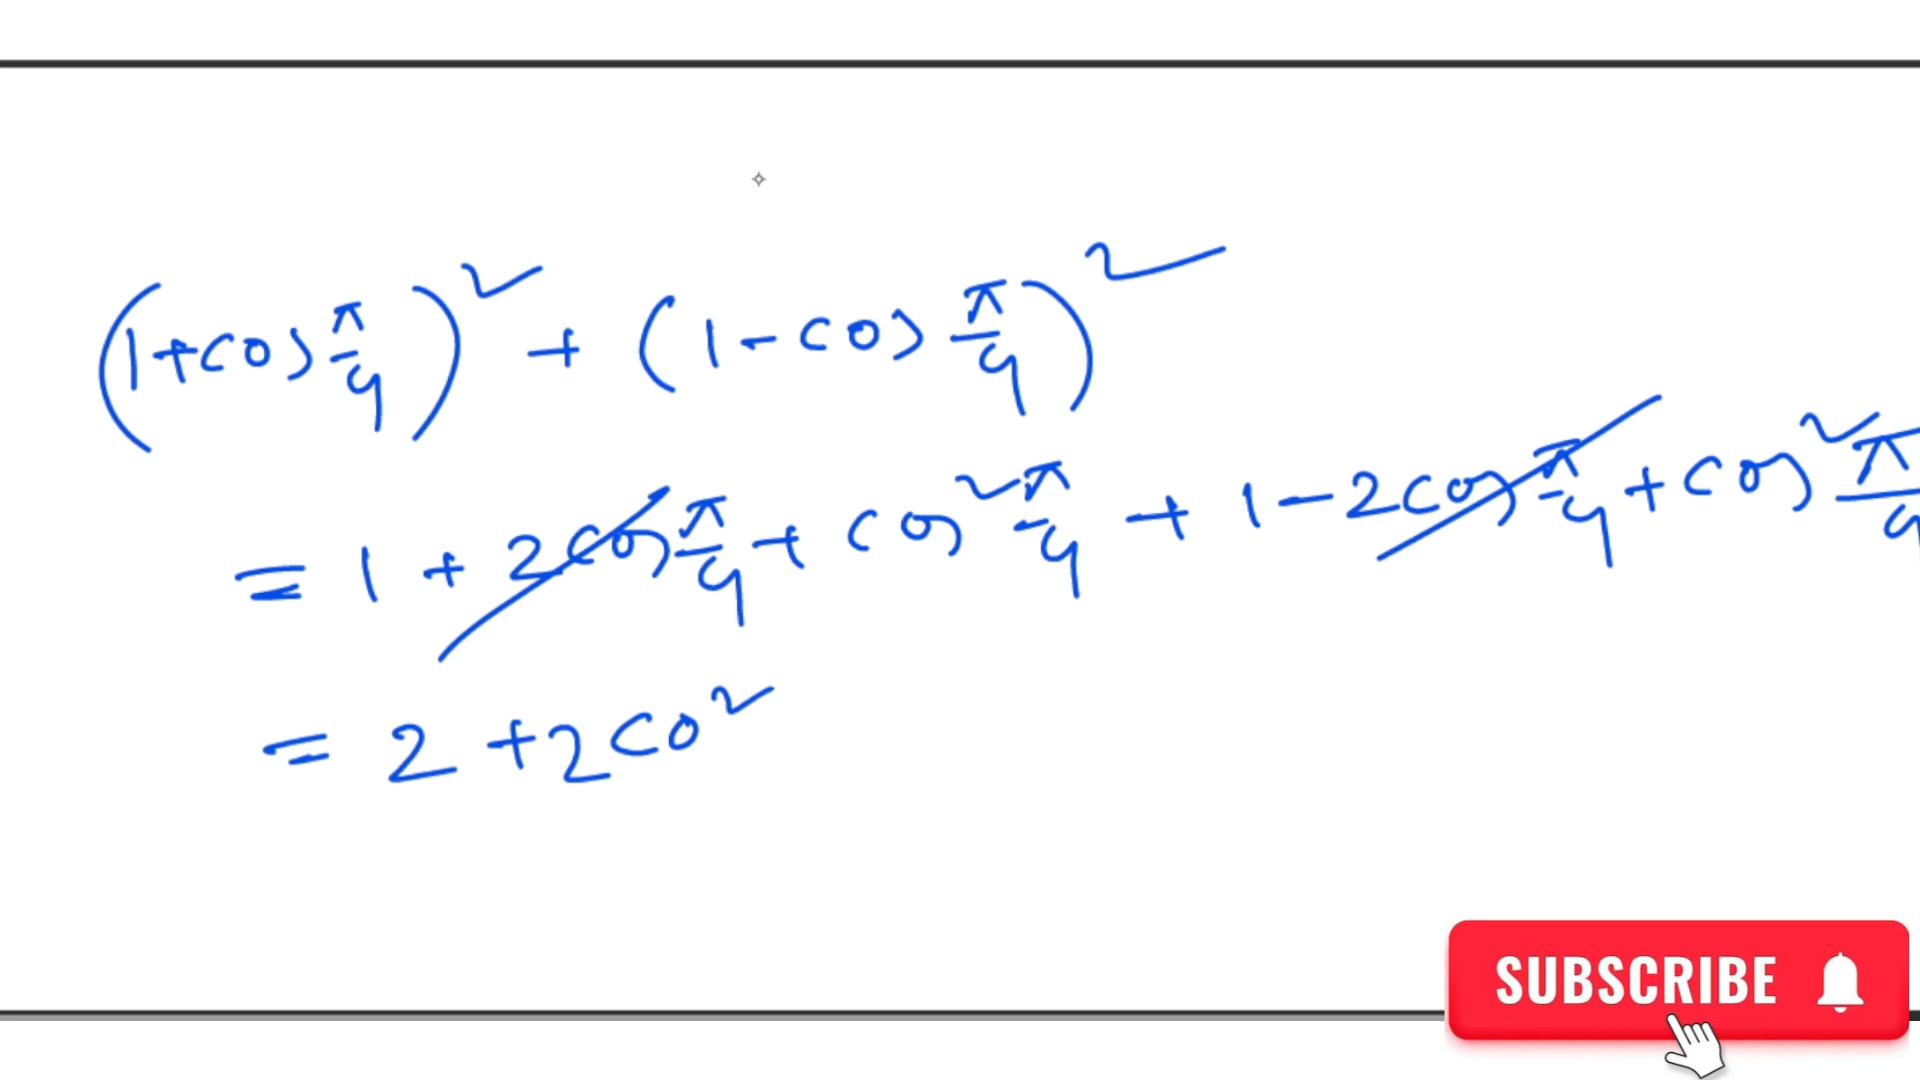 (1+cos π/4)² + (1-cos π/4)²
= 1 + 2cos π/4 + cos² π/4 + 1 - 2cos π/4 + cos² π/4
= 2 + 2co²
SUBSCRIBE